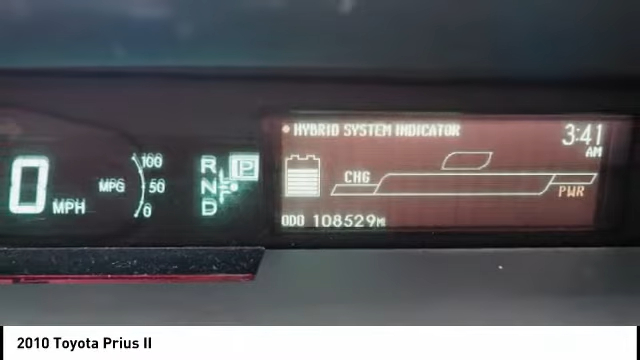 HYBRID SYSTEM INDICATOR
3:41
AM
100
R P
0 MPH
MPG
50
N
CHG
PWR
0
D
ODO 108529M
2010 Toyota Prius II